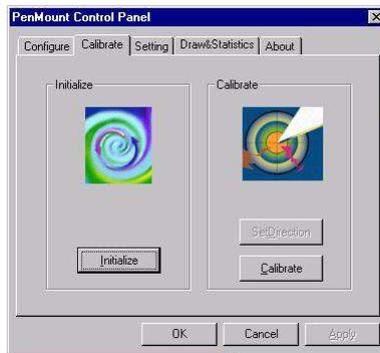 PenMount Control Panel
Configure Calibrate Setting Draw&Statistics About
Initialize Calibrate
SetDirection
Initialize
Calibrate
OK Cancel Apply